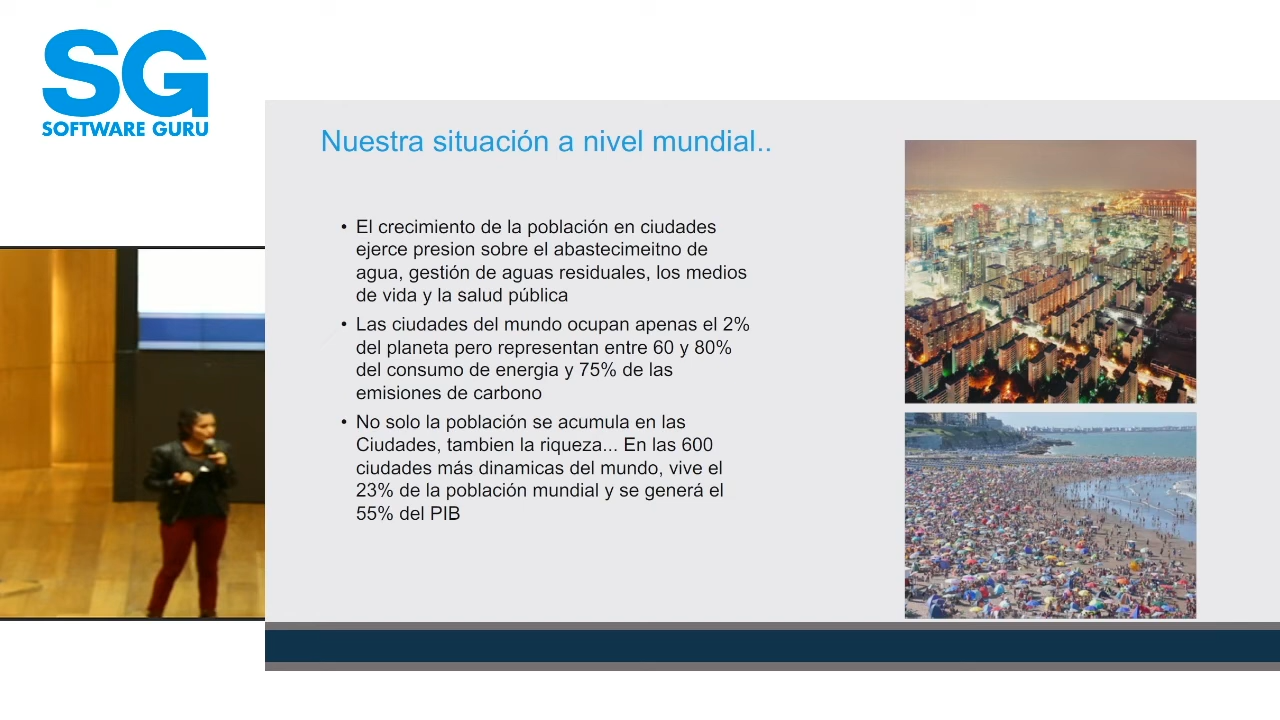 SG
SOFTWARE GURU
Nuestra situación a nivel mundial..
• El crecimiento de la población en ciudades
ejerce presion sobre el abastecimeitno de
agua, gestión de aguas residuales, los medios
de vida y la salud pública
• Las ciudades del mundo ocupan apenas el 2%
del planeta pero representan entre 60 y 80%
del consumo de energia y 75% de las
emisiones de carbono
• No solo la población se acumula en las
Ciudades, tambien la riqueza... En las 600
ciudades más dinamicas del mundo, vive el
23% de la población mundial y se generá el
55% del PIB